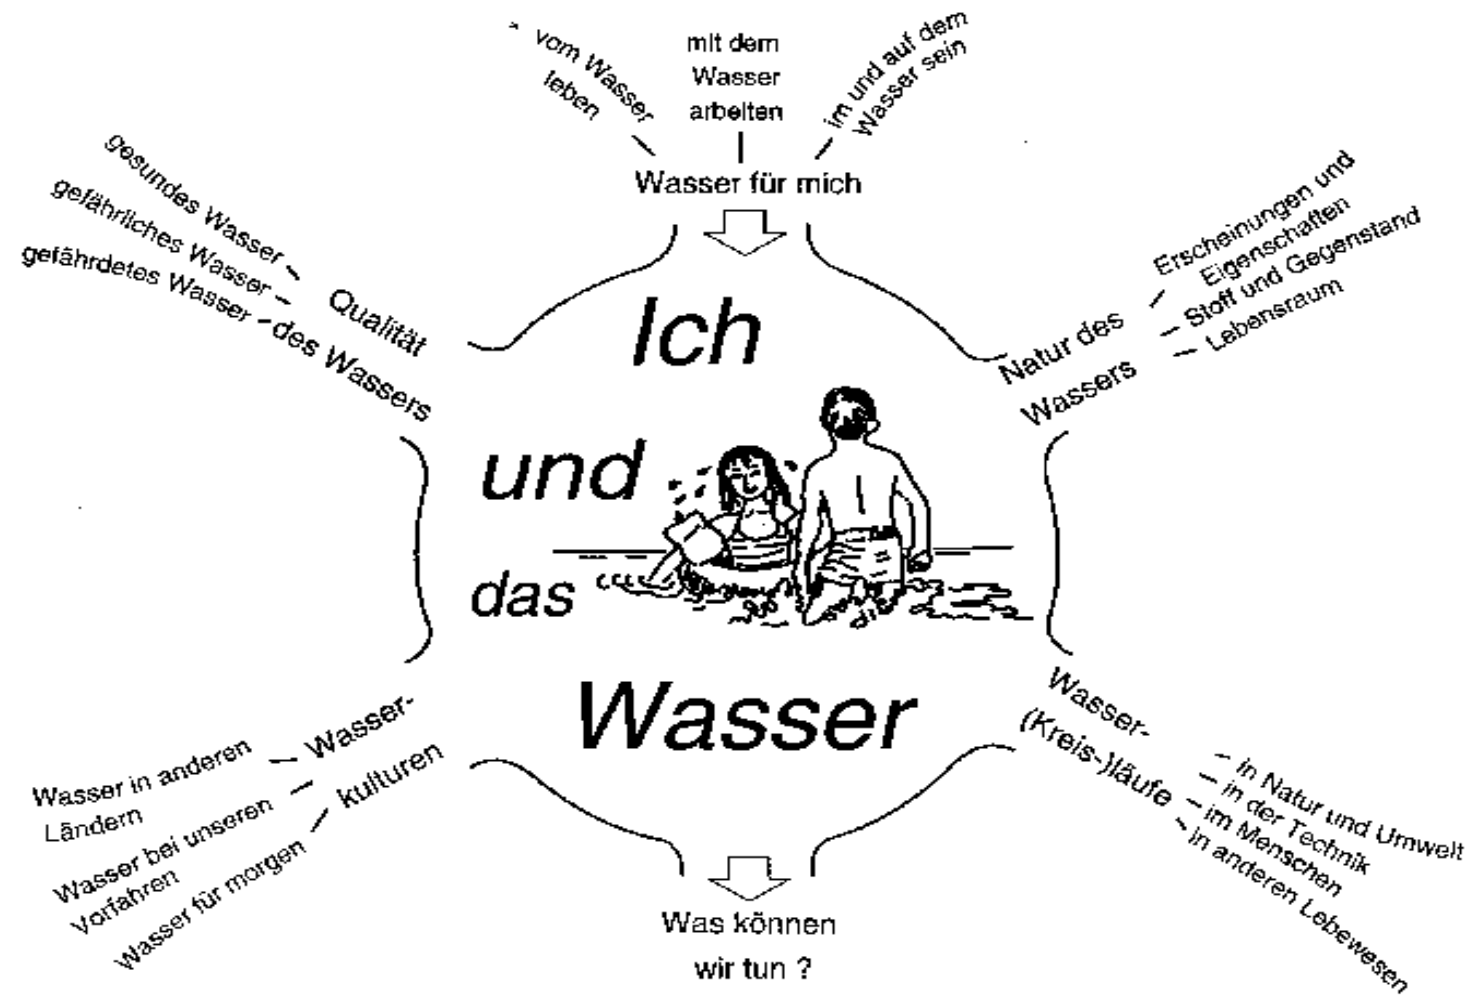 vom Wasser
leben
mit dem
Wasser
arbeiten
im und auf dem
Wasser sein
Wasser für mich
gesundes Wasser
gefährliches Wasser
gefährdetes Wasser
Qualität
des Wassers
Erscheinungen und
Eigenschaften
Stoff und Gegenstand
Lebensraum
Natur des
Wassers
Ich
und
das
Wasser
Wasser-
kulturen
Wasser in anderen
Ländern
Wasser bei unseren
Vorfahren
Wasser für morgen
Wasser-
(Kreis-)läufe
in Natur und Umwelt
in der Technik
im Menschen
in anderen Lebewesen
Was können
wir tun ?